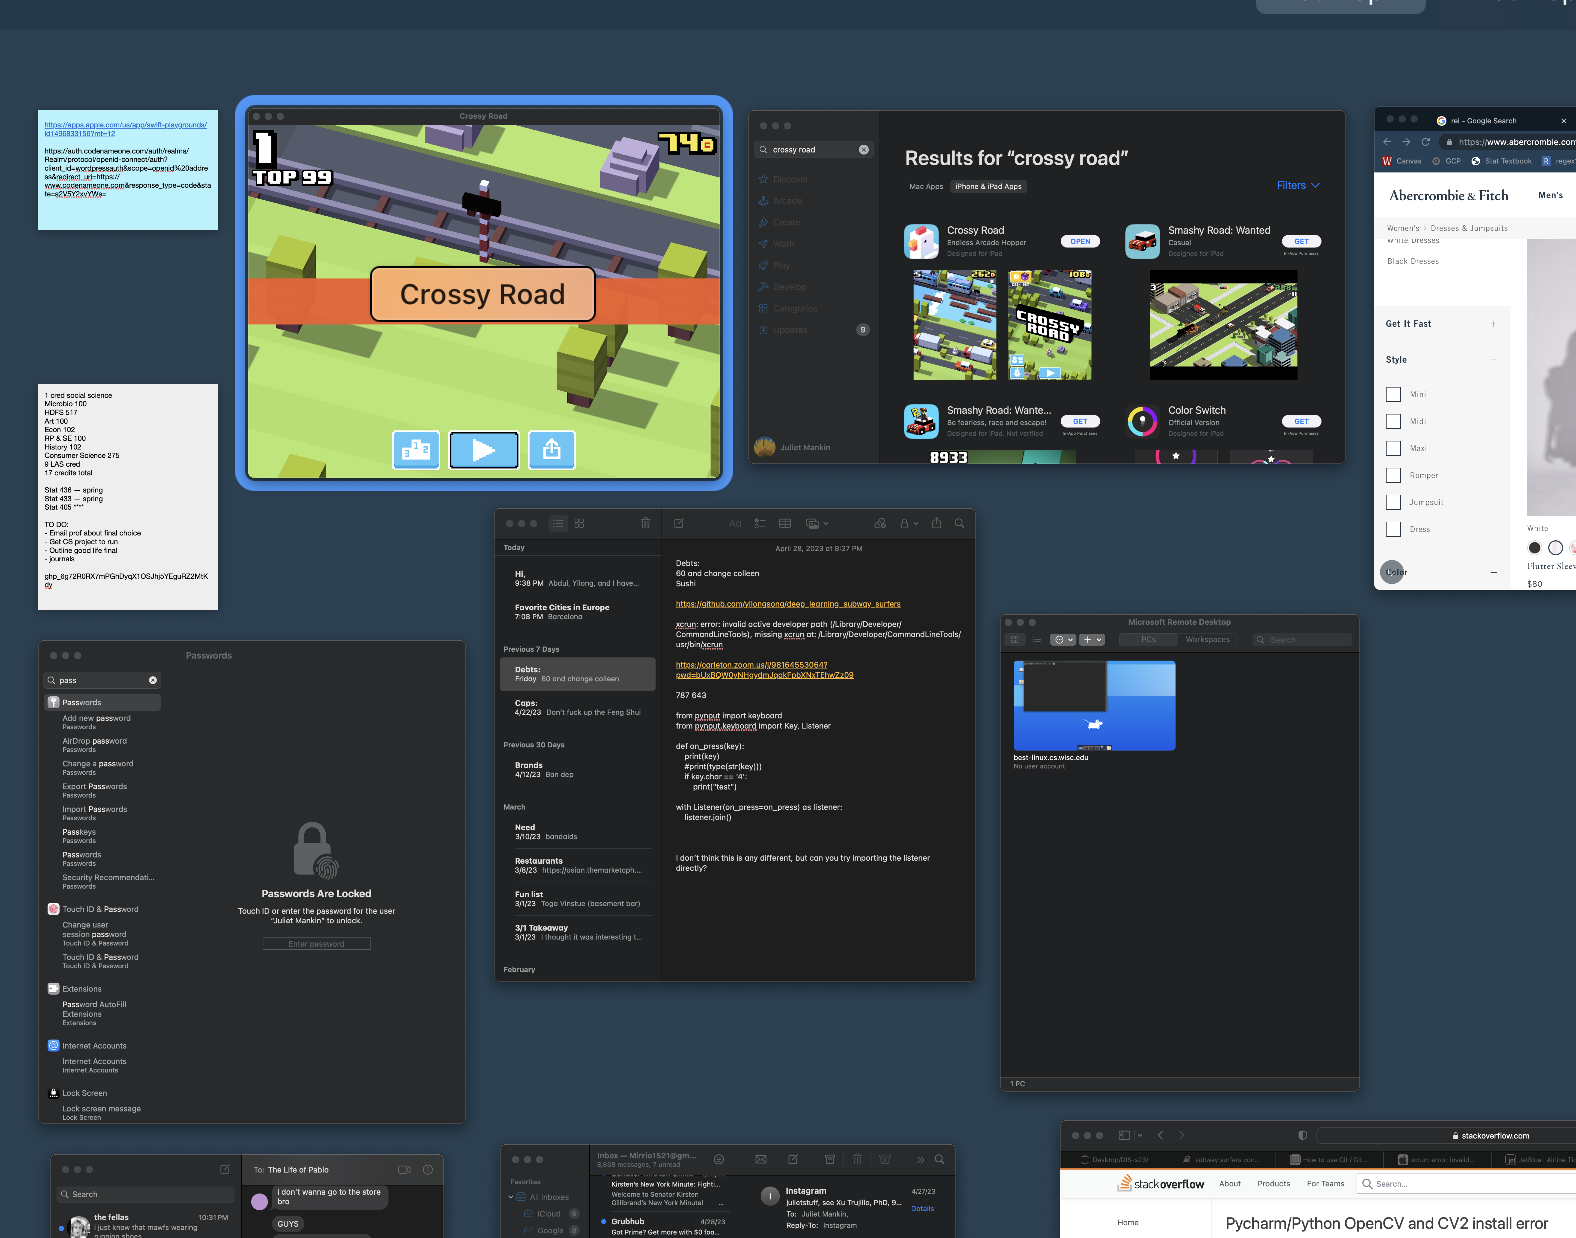 https://apps.apple.com/us/app/swift-playgrounds/
id1496833156?mt=12
https://auth.codenameone.com/auth/realms/
Realm/protocol/openid-connect/auth?
client_id=wordpressauth&scope=openid%20addre
ss&redirect_uri=https://
www.codenameone.com&response_type=code&sta
1 cred social science
Microbio 100
HDFS 517
Art 100
Econ 102
RP & SE 100
History 102
Consumer Science 275
9 LAS cred
17 credits total
Stat 436 — spring
Stat 433 — spring
Stat 405 ****
TO DO:
- Email prof about final choice
- Get CS project to run
- Outline good life final
- journals
Crossy Road
1
TOP 99
74
Crossy Road
crossy road
Discover
Arcade
Create
Work
Play
Develop
Categories
Updates
9
Juliet Mankin
Results for “crossy road”
Mac Apps
iPhone & iPad Apps
Filters
Crossy Road
Endless Arcade Hopper
Designed for iPad
OPEN
Smashy Road: Wanted
Casual
Designed for iPad
GET
In-App Purchases
CROSSY
ROAD
Smashy Road: Wante...
Be fearless, race and escape!
Designed for iPad. Not verified
GET
In-App Purchases
Color Switch
Official Version
Designed for iPad
GET
In-App Purchases
8933
rei - Google Search
https://www.abercrombie.com
Canvas
GCP
Stat Textbook
regex
Abercrombie & Fitch
Men's
Women's › Dresses & Jumpsuits
White Dresses
Black Dresses
Get It Fast
Style
Mini
Midi
Maxi
Romper
Jumpsuit
Dress
Color
White
Flutter Sleev
$80
Today
Hi,
9:38 PM Abdul, Yilong, and I have...
Favorite Cities in Europe
7:08 PM Barcelona
Previous 7 Days
Debts:
Friday 60 and change colleen
Caps:
4/22/23 Don't fuck up the Feng Shui
Previous 30 Days
Brands
4/12/23 Bon dep
March
Need
3/10/23 bandaids
Restaurants
3/8/23 https://asian.themarketcph....
Fun list
3/1/23 Toga Vinstue (basement bar)
3/1 Takeaway
3/1/23 I thought it was interesting t...
February
April 28, 2023 at 8:27 PM
Debts:
60 and change colleen
Sushi
https://github.com/yilongsong/deep_learning_subway_surfers
xcrun: error: invalid active developer path (/Library/Developer/
CommandLineTools), missing xcrun at: /Library/Developer/CommandLineTools/
usr/bin/xcrun
https://carleton.zoom.us/j/98164553064?
787 643
from pynput import keyboard
from pynput.keyboard import Key, Listener
def on_press(key):
print(key)
#print(type(str(key)))
if key.char == '4':
print("test")
with Listener(on_press=on_press) as listener:
listener.join()
I don't think this is any different, but can you try importing the listener
directly?
Microsoft Remote Desktop
PCs
Workspaces
Search
best-linux.cs.wisc.edu
No user account
1 PC
Passwords
pass
Passwords
Add new password
Passwords
AirDrop password
Passwords
Change a password
Passwords
Export Passwords
Passwords
Import Passwords
Passwords
Passkeys
Passwords
Passwords
Passwords
Security Recommendati...
Passwords
Touch ID & Password
Change user
session password
Touch ID & Password
Touch ID & Password
Touch ID & Password
Extensions
Password AutoFill
Extensions
Extensions
Internet Accounts
Internet Accounts
Internet Accounts
Lock Screen
Lock screen message
Lock Screen
Passwords Are Locked
Touch ID or enter the password for the user
“Juliet Mankin” to unlock.
Enter password
Search
the fellas
10:31 PM
i just know that mawfs wearing
running shoes
To: The Life of Pablo
i don't wanna go to the store
bro
GUYS
Inbox — Mirrio1521@gm...
8,658 messages, 7 unread
Favorites
All Inboxes
iCloud
6
Google
Kirsten's New York Minute: Fighti...
Welcome to Senator Kirsten
Gillibrand's New York Minute!
Grubhub
4/28/23
Got Prime? Get more with $0 foo...
Instagram
4/27/23
julietstuff, see Xu Trujillo, PhD, 9...
To: Juliet Mankin,
Details
Reply-To: Instagram
stackoverflow.com
Desktop/DIS-s23/
subway surfers con...
How to use Git / Git...
xcrun: error: invalid...
JetBlue | Airline Tic
stackoverflow
About
Products
For Teams
Search...
Home
Pycharm/Python OpenCV and CV2 install error